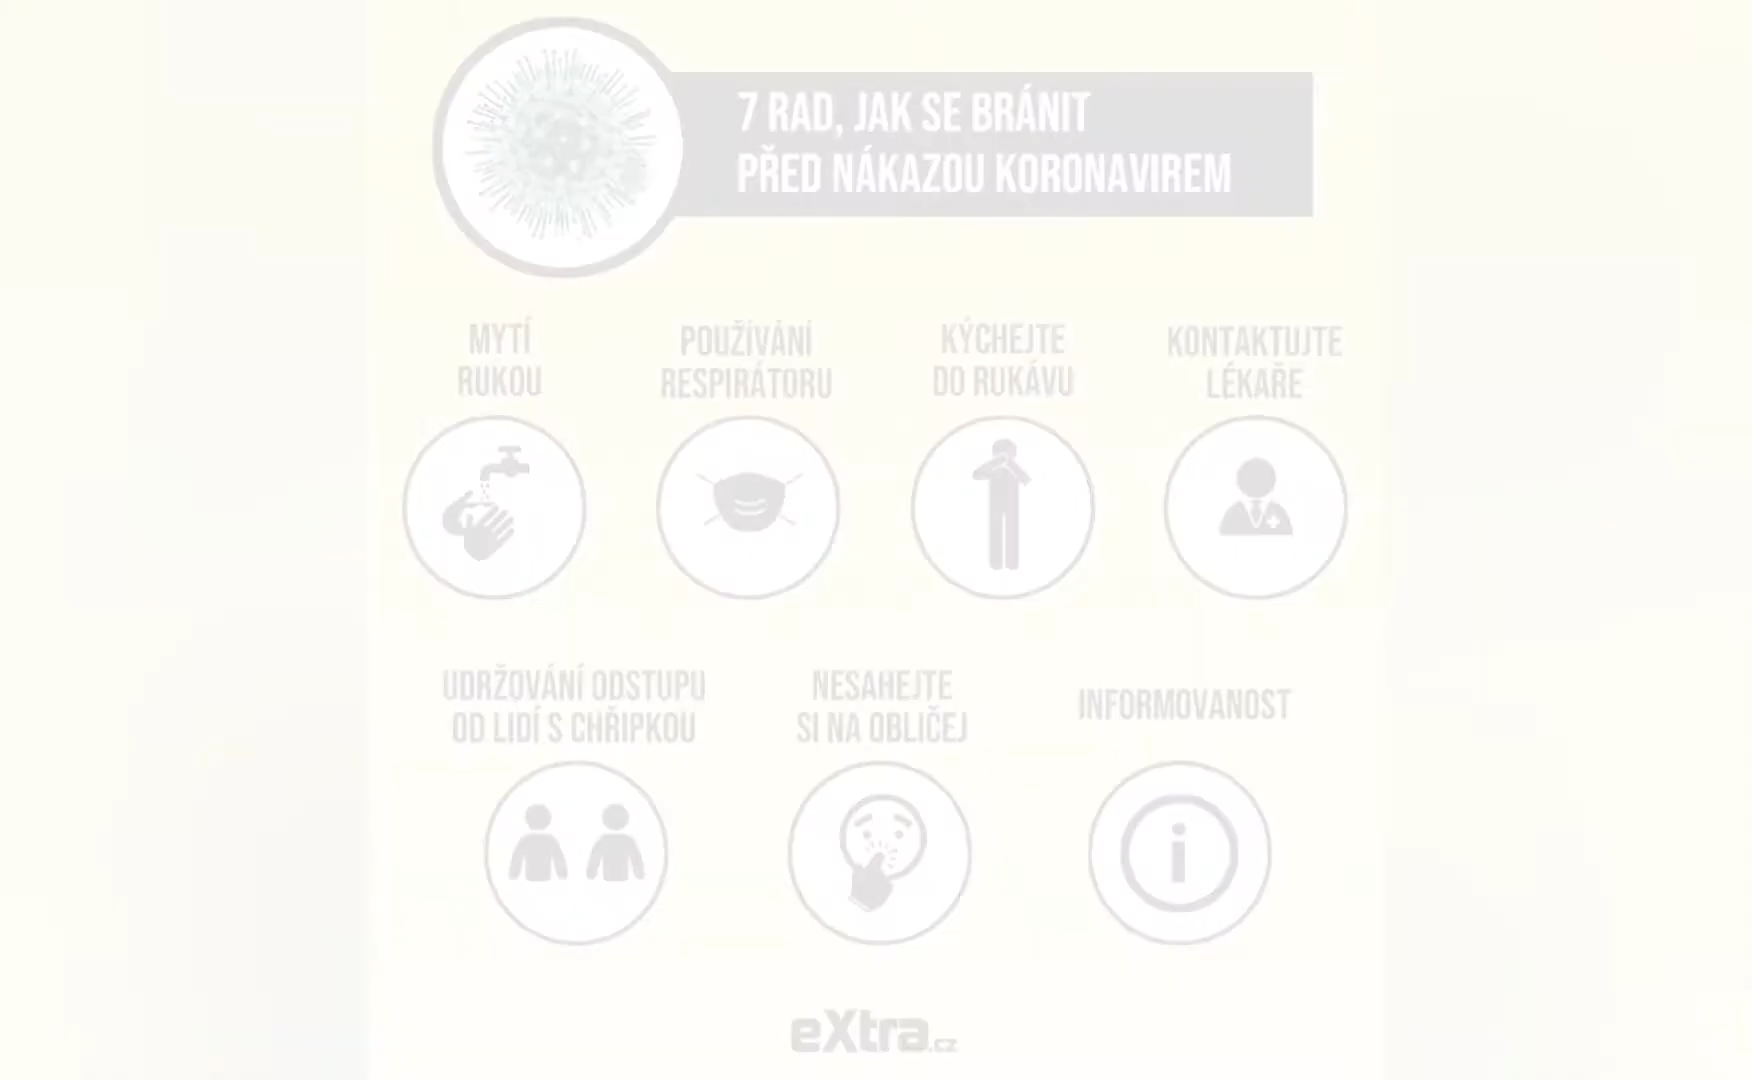 7 RAD, JAK SE BRÁNIT
PŘED NÁKAZOU KORONAVIREM
MYTÍ
RUKOU
POUŽÍVÁNÍ
RESPIRÁTORU
KÝCHEJTE
DO RUKÁVU
KONTAKTUJTE
LÉKAŘE
UDRŽOVÁNÍ ODSTUPU
OD LIDÍ S CHŘIPKOU
NESAHEJTE
SI NA OBLIČEJ
INFORMOVANOST
i
eXtra.cz